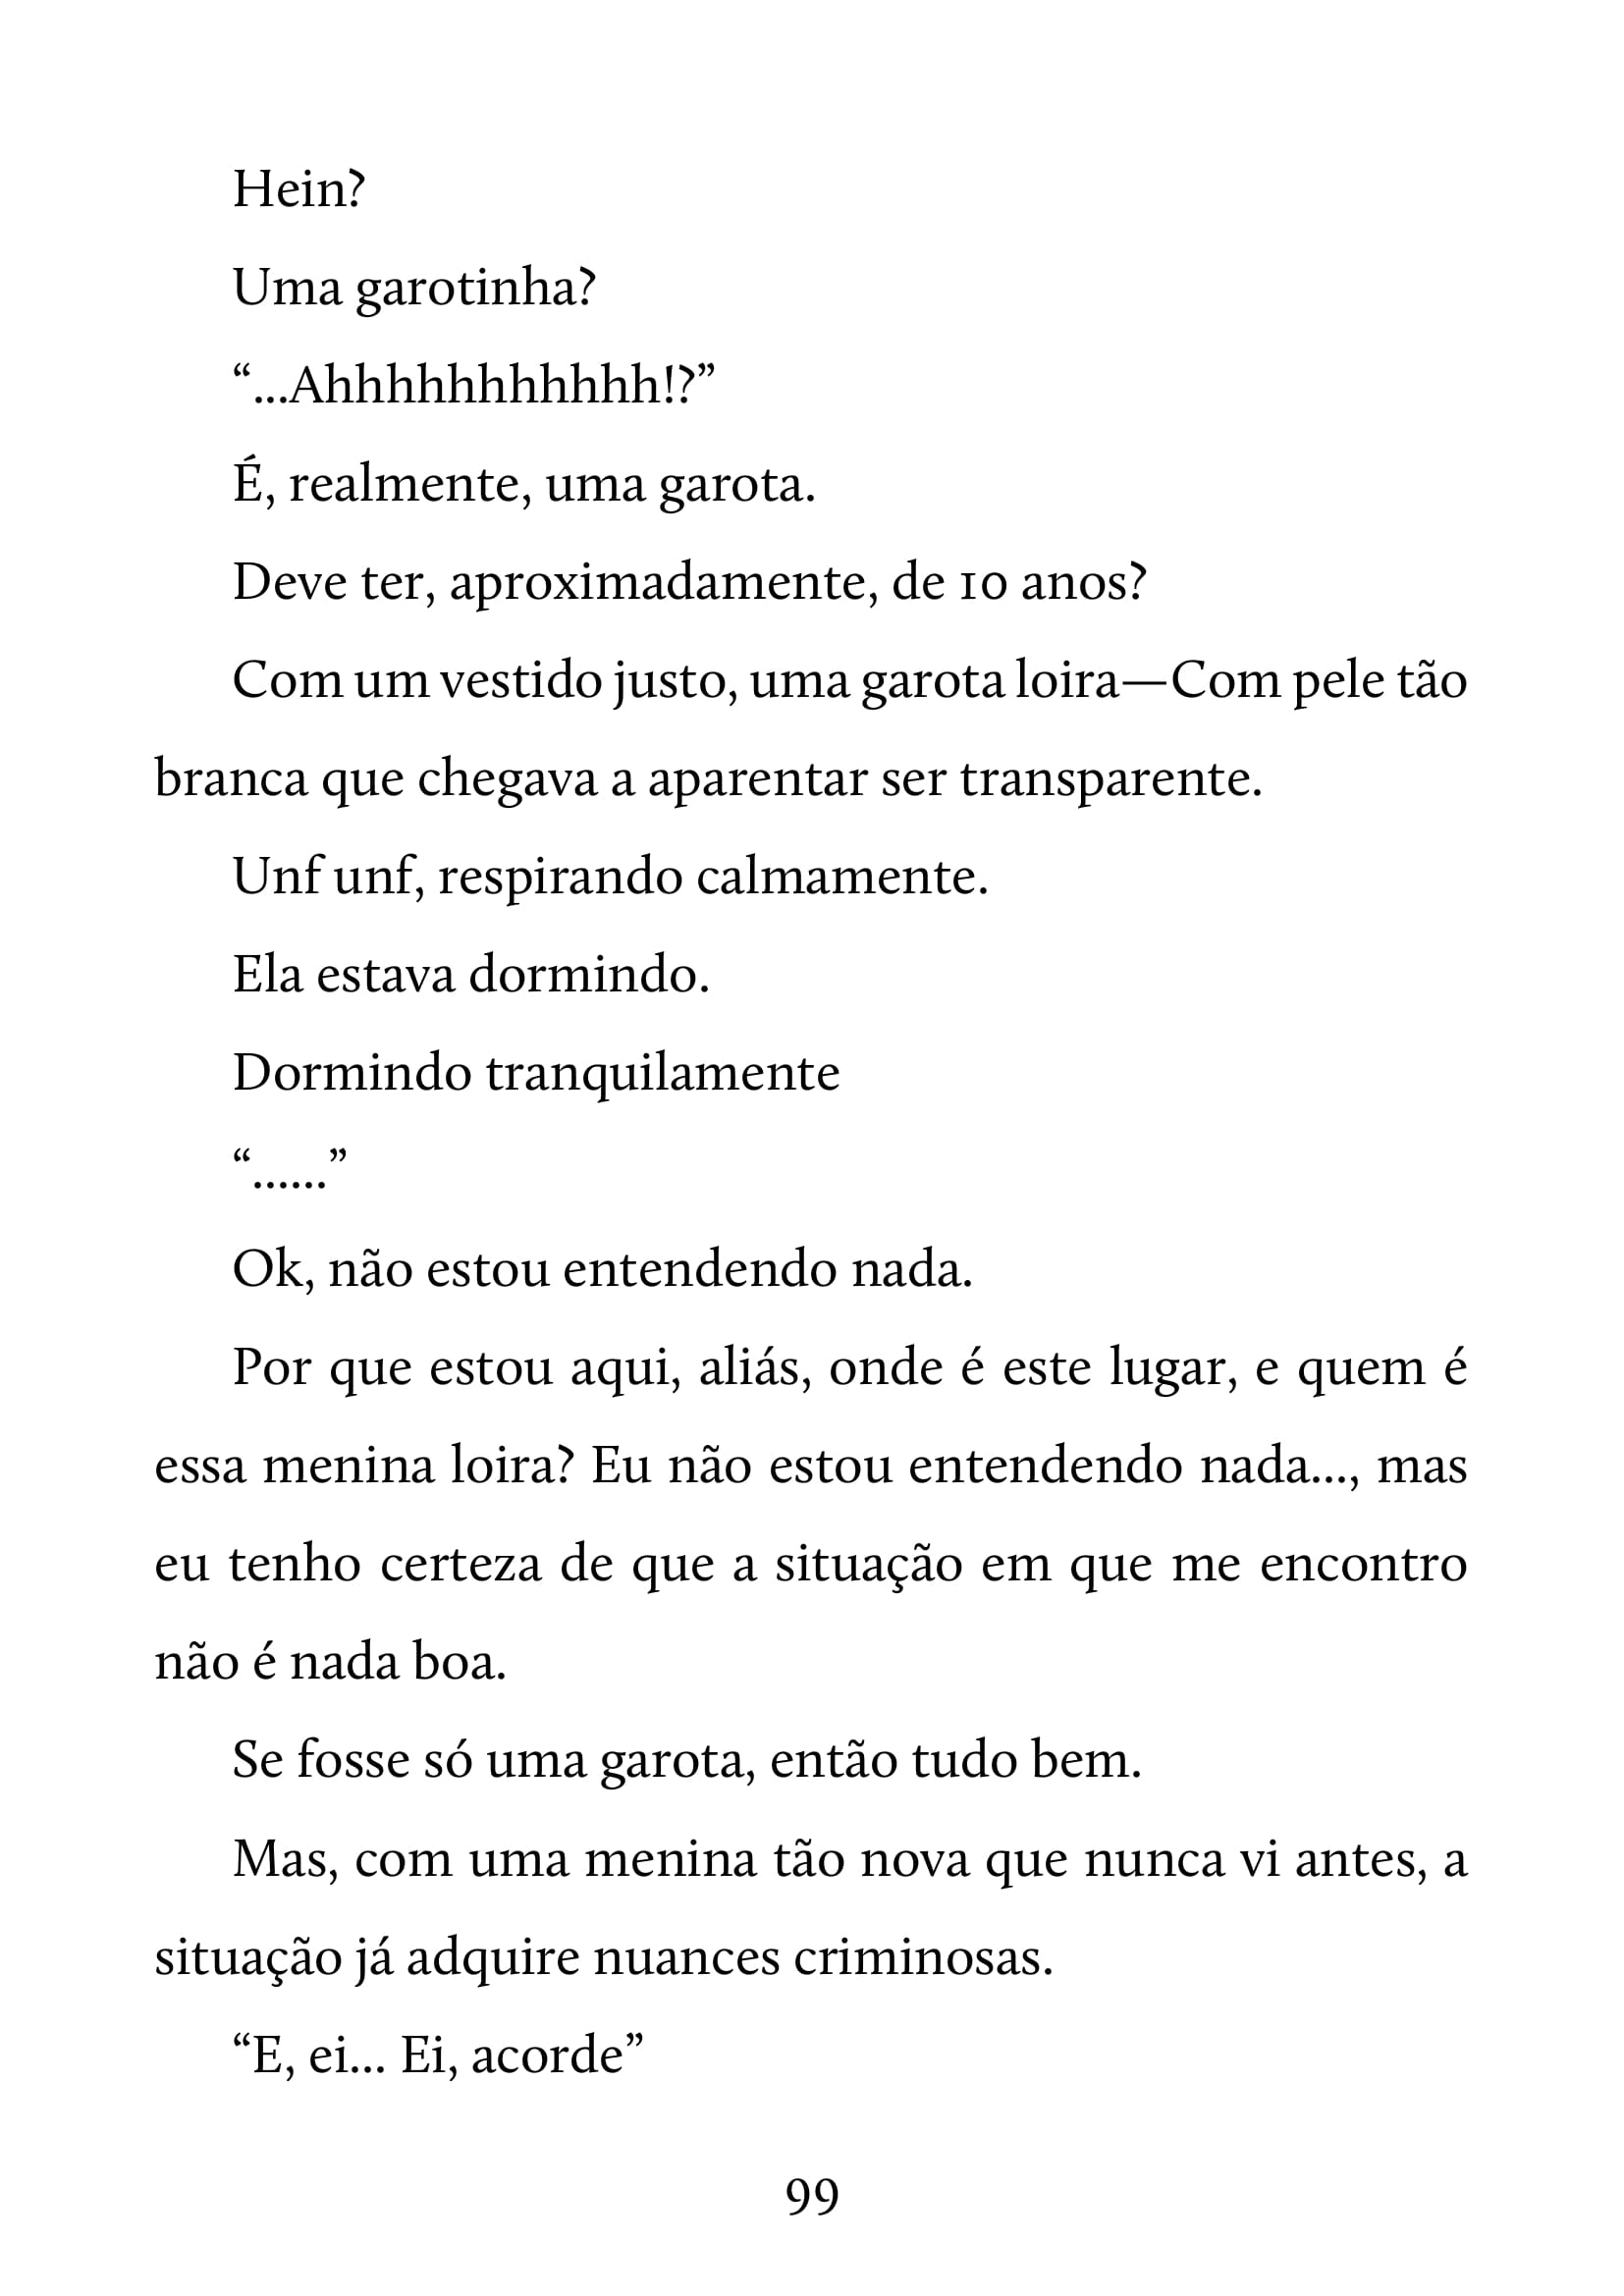 Hein?
Uma garotinha?
“...Ahhhhhhhhhhh!?”
É, realmente, uma garota.
Deve ter, aproximadamente, de 10 anos?
Com um vestido justo, uma garota loira—Com pele tão
branca que chegava a aparentar ser transparente.
Unf unf, respirando calmamente.
Ela estava dormindo.
Dormindo tranquilamente
“......”
Ok, não estou entendendo nada.
Por que estou aqui, aliás, onde é este lugar, e quem é
essa menina loira? Eu não estou entendendo nada..., mas
eu tenho certeza de que a situação em que me encontro
não é nada boa.
Se fosse só uma garota, então tudo bem.
Mas, com uma menina tão nova que nunca vi antes, a
situação já adquire nuances criminosas.
“E, ei... Ei, acorde”
99